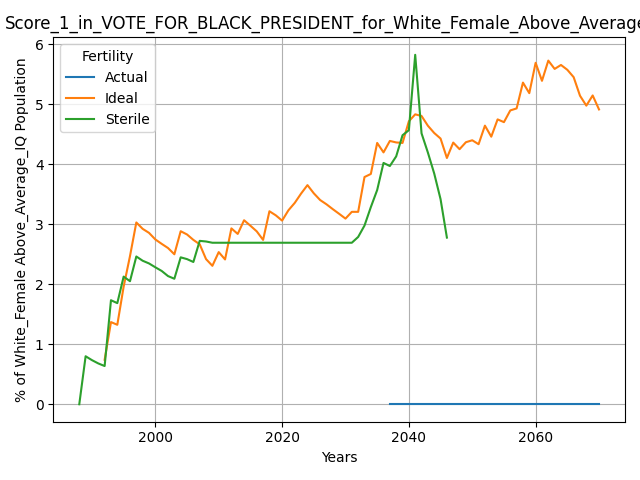 Score_1_in_VOTE_FOR_BLACK_PRESIDENT_for_White_Female_Above_Average
Fertility
Actual
Ideal
Sterile
% of White_Female Above_Average_IQ Population
6
5
4
3
2
1
0
2000 2020 2040 2060
Years